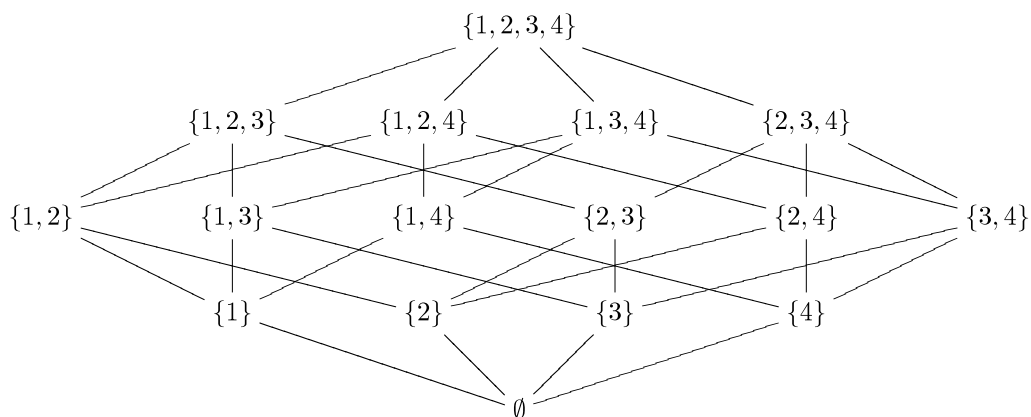 {1, 2, 3, 4}
{1, 2, 3} {1, 2, 4} {1, 3, 4} {2, 3, 4}
{1, 2} {1, 3} {1, 4} {2, 3} {2, 4} {3, 4}
{1} {2} {3} {4}
∅